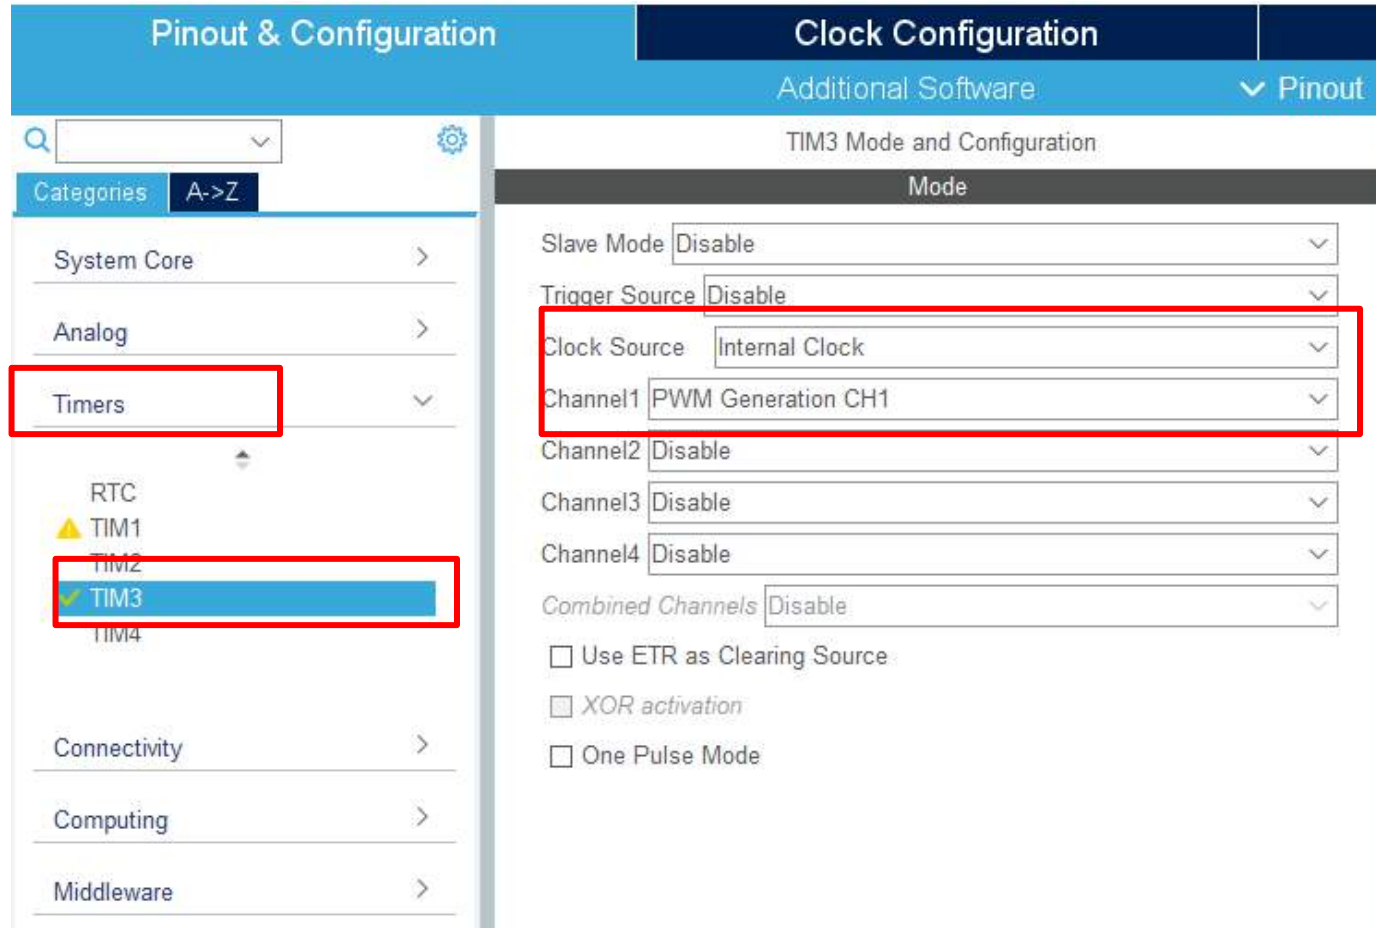 Pinout & Configuration
Clock Configuration
Additional Software
Pinout
TIM3 Mode and Configuration
Categories
A->Z
Mode
System Core
Analog
Timers
RTC
TIM1
TIM2
TIM3
TIM4
Connectivity
Computing
Middleware
Slave Mode Disable
Trigger Source Disable
Clock Source Internal Clock
Channel1 PWM Generation CH1
Channel2 Disable
Channel3 Disable
Channel4 Disable
Combined Channels Disable
Use ETR as Clearing Source
XOR activation
One Pulse Mode